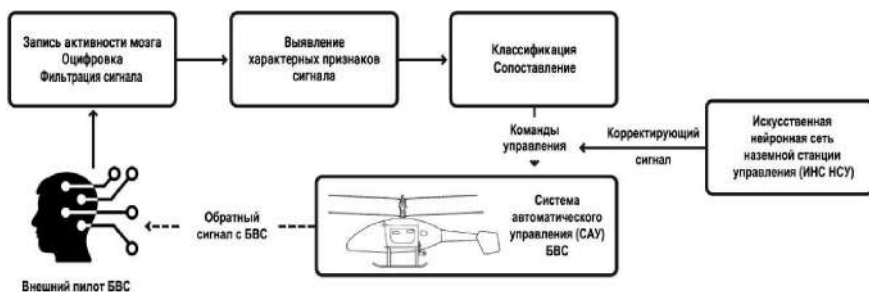 Запись активности мозга
Оцифровка
Фильтрация сигнала
Выявление
характерных признаков
сигнала
Классификация
Сопоставление
Команды
управления
Корректирующий
сигнал
Искусственная
нейронная сеть
наземной станции
управления (ИНС НСУ)
Обратный
сигнал с БВС
Система
автоматического
управления (САУ)
БВС
Внешний пилот БВС